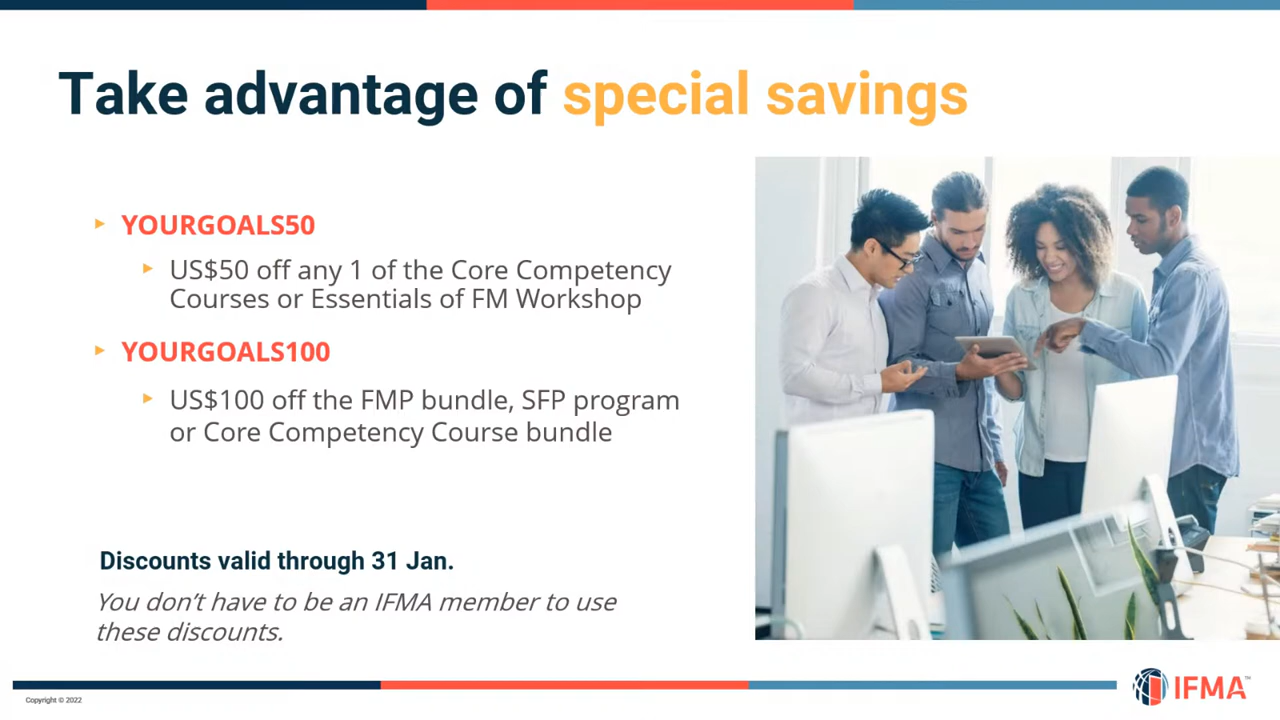 Take advantage of special savings
YOURGOALS50
US$50 off any 1 of the Core Competency
Courses or Essentials of FM Workshop
YOURGOALS100
US$100 off the FMP bundle, SFP program
or Core Competency Course bundle
Discounts valid through 31 Jan.
You don’t have to be an IFMA member to use
these discounts.
Copyright © 2022
IFMA™